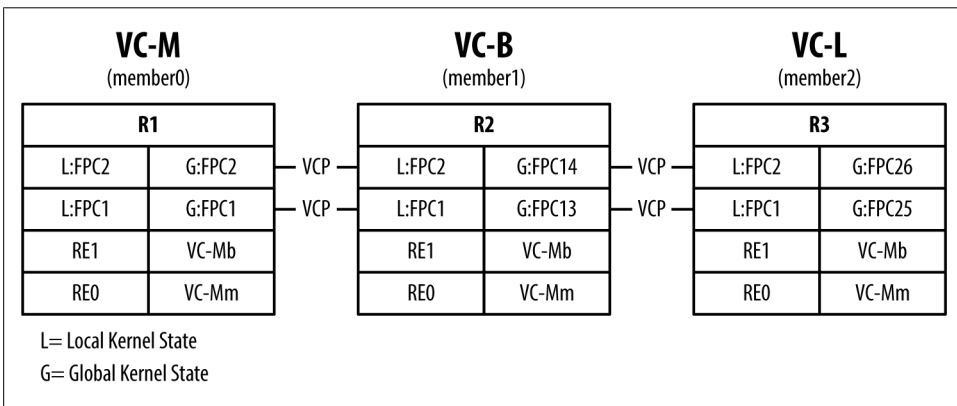 VC-M VC-B VC-L
(member0) (member1) (member2)
R1 R2 R3
L:FPC2 G:FPC2 VCP L:FPC2 G:FPC14 VCP L:FPC2 G:FPC26
L:FPC1 G:FPC1 VCP L:FPC1 G:FPC13 VCP L:FPC1 G:FPC25
RE1 VC-Mb RE1 VC-Mb RE1 VC-Mb
RE0 VC-Mm RE0 VC-Mm RE0 VC-Mm
L= Local Kernel State
G= Global Kernel State